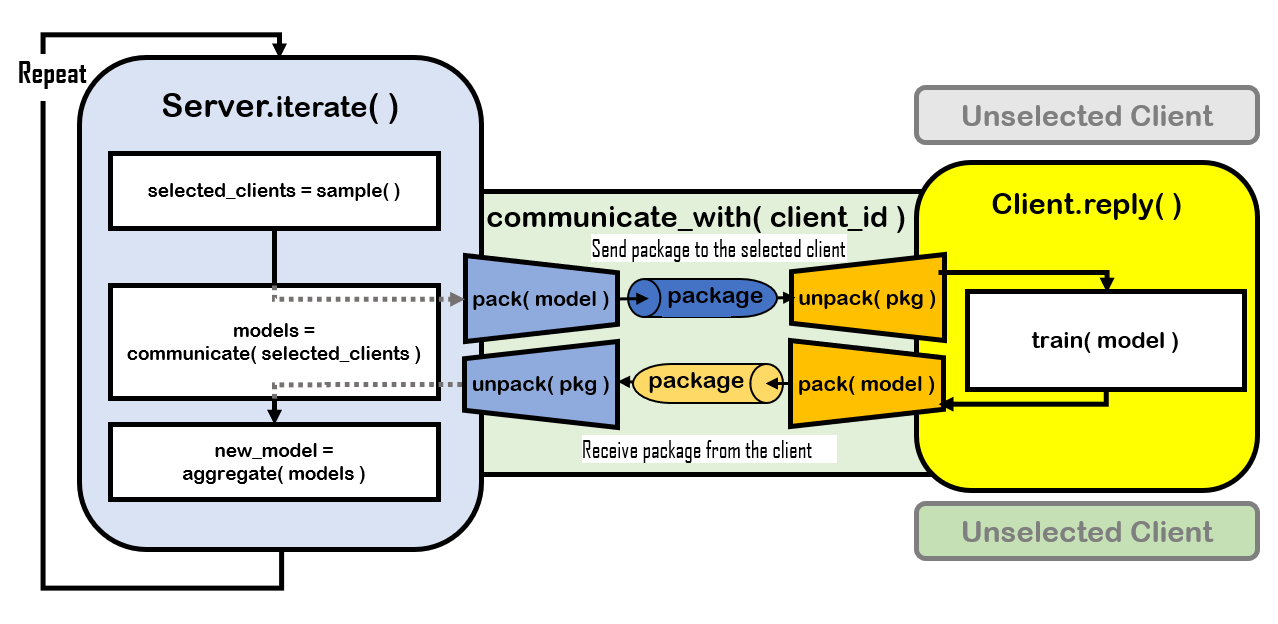 Repeat
Server.iterate( )
selected_clients = sample( )
models =
communicate( selected_clients )
new_model =
aggregate( models )
communicate_with( client_id )
Send package to the selected client
pack( model )
package
unpack( pkg )
unpack( pkg )
package
pack( model )
Receive package from the client
Unselected Client
Client.reply( )
train( model )
Unselected Client